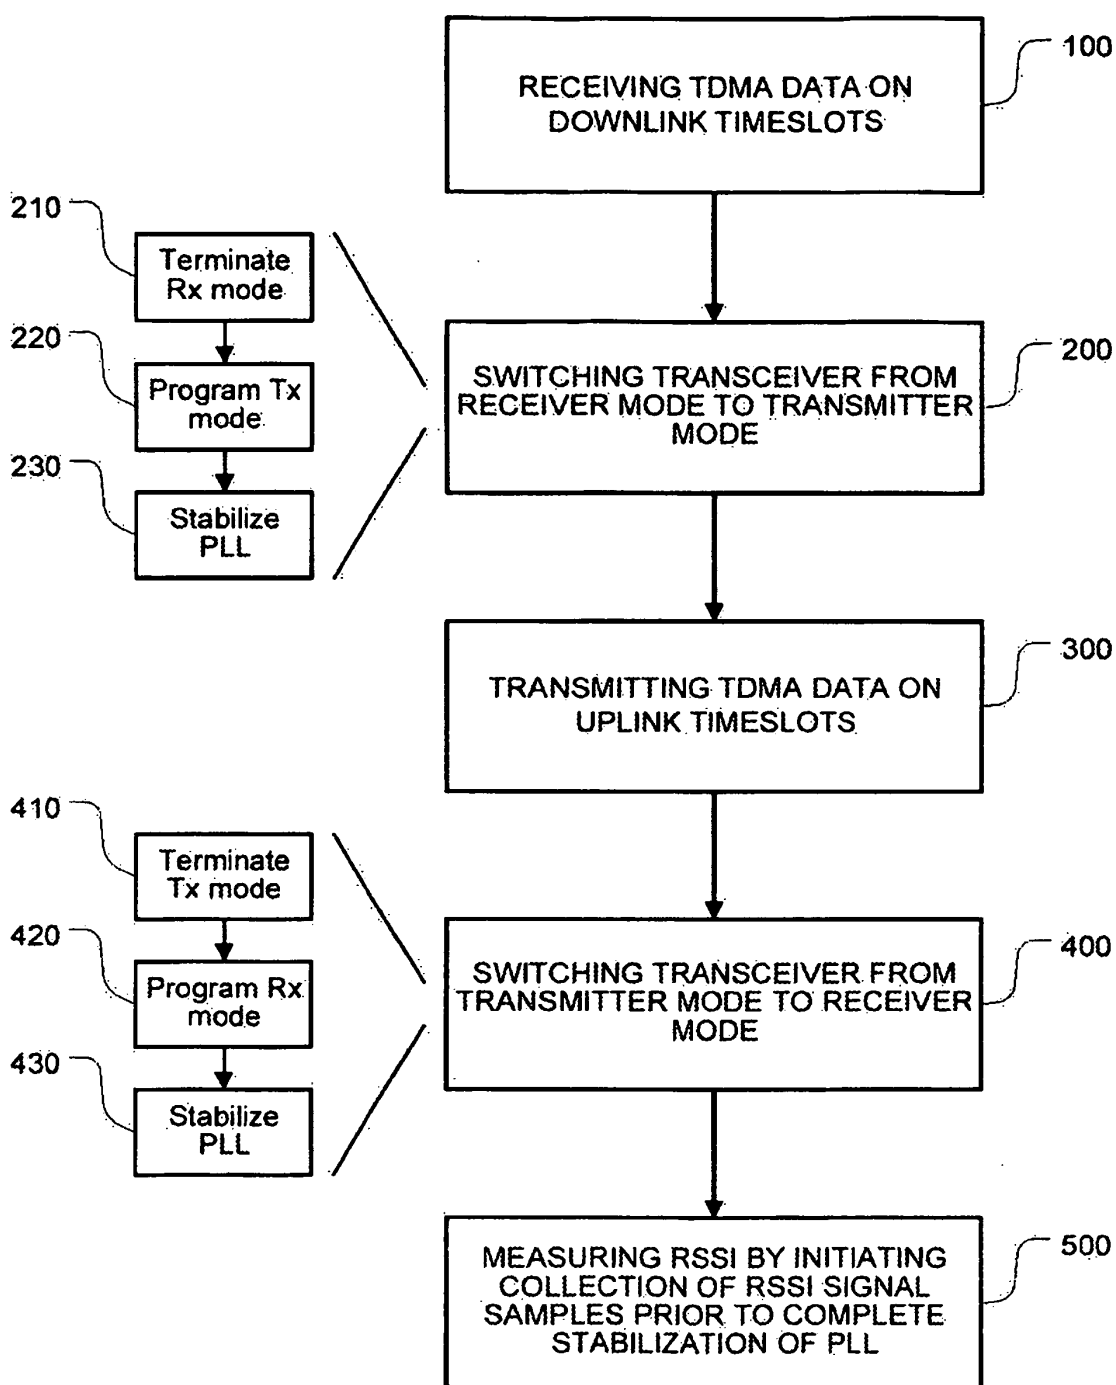 100
RECEIVING TDMA DATA ON
DOWNLINK TIMESLOTS
210
Terminate
Rx mode
220
Program Tx
mode
230
Stabilize
PLL
200
SWITCHING TRANSCEIVER FROM
RECEIVER MODE TO TRANSMITTER
MODE
300
TRANSMITTING TDMA DATA ON
UPLINK TIMESLOTS
410
Terminate
Tx mode
420
Program Rx
mode
430
Stabilize
PLL
400
SWITCHING TRANSCEIVER FROM
TRANSMITTER MODE TO RECEIVER
MODE
500
MEASURING RSSI BY INITIATING
COLLECTION OF RSSI SIGNAL
SAMPLES PRIOR TO COMPLETE
STABILIZATION OF PLL